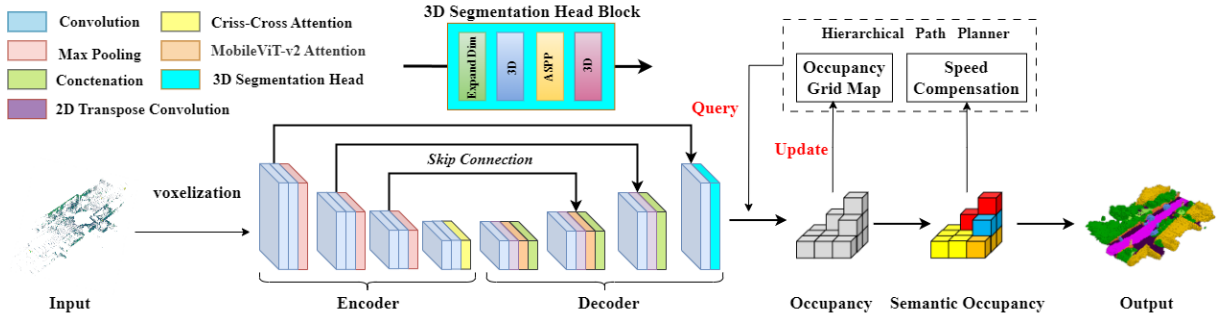 Convolution
Criss-Cross Attention
Max Pooling
MobileViT-v2 Attention
Conctenation
3D Segmentation Head
2D Transpose Convolution
3D Segmentation Head Block
Expand Dim
3D
ASPP
3D
Hierarchical Path Planner
Occupancy
Grid Map
Speed
Compensation
Query
Update
Skip Connection
voxelization
Input
Encoder
Decoder
Occupancy
Semantic Occupancy
Output